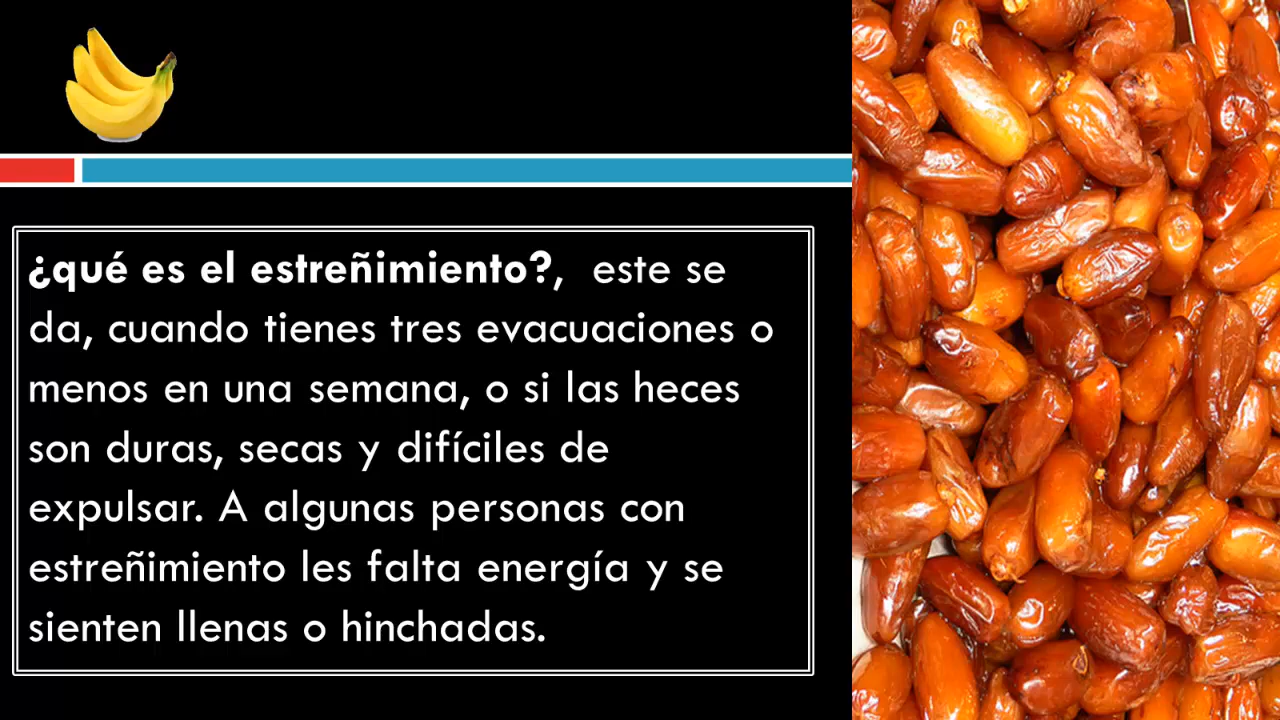 ¿qué es el estreñimiento?, este se
da, cuando tienes tres evacuaciones o
menos en una semana, o si las heces
son duras, secas y difíciles de
expulsar. A algunas personas con
estreñimiento les falta energía y se
sienten llenas o hinchadas.